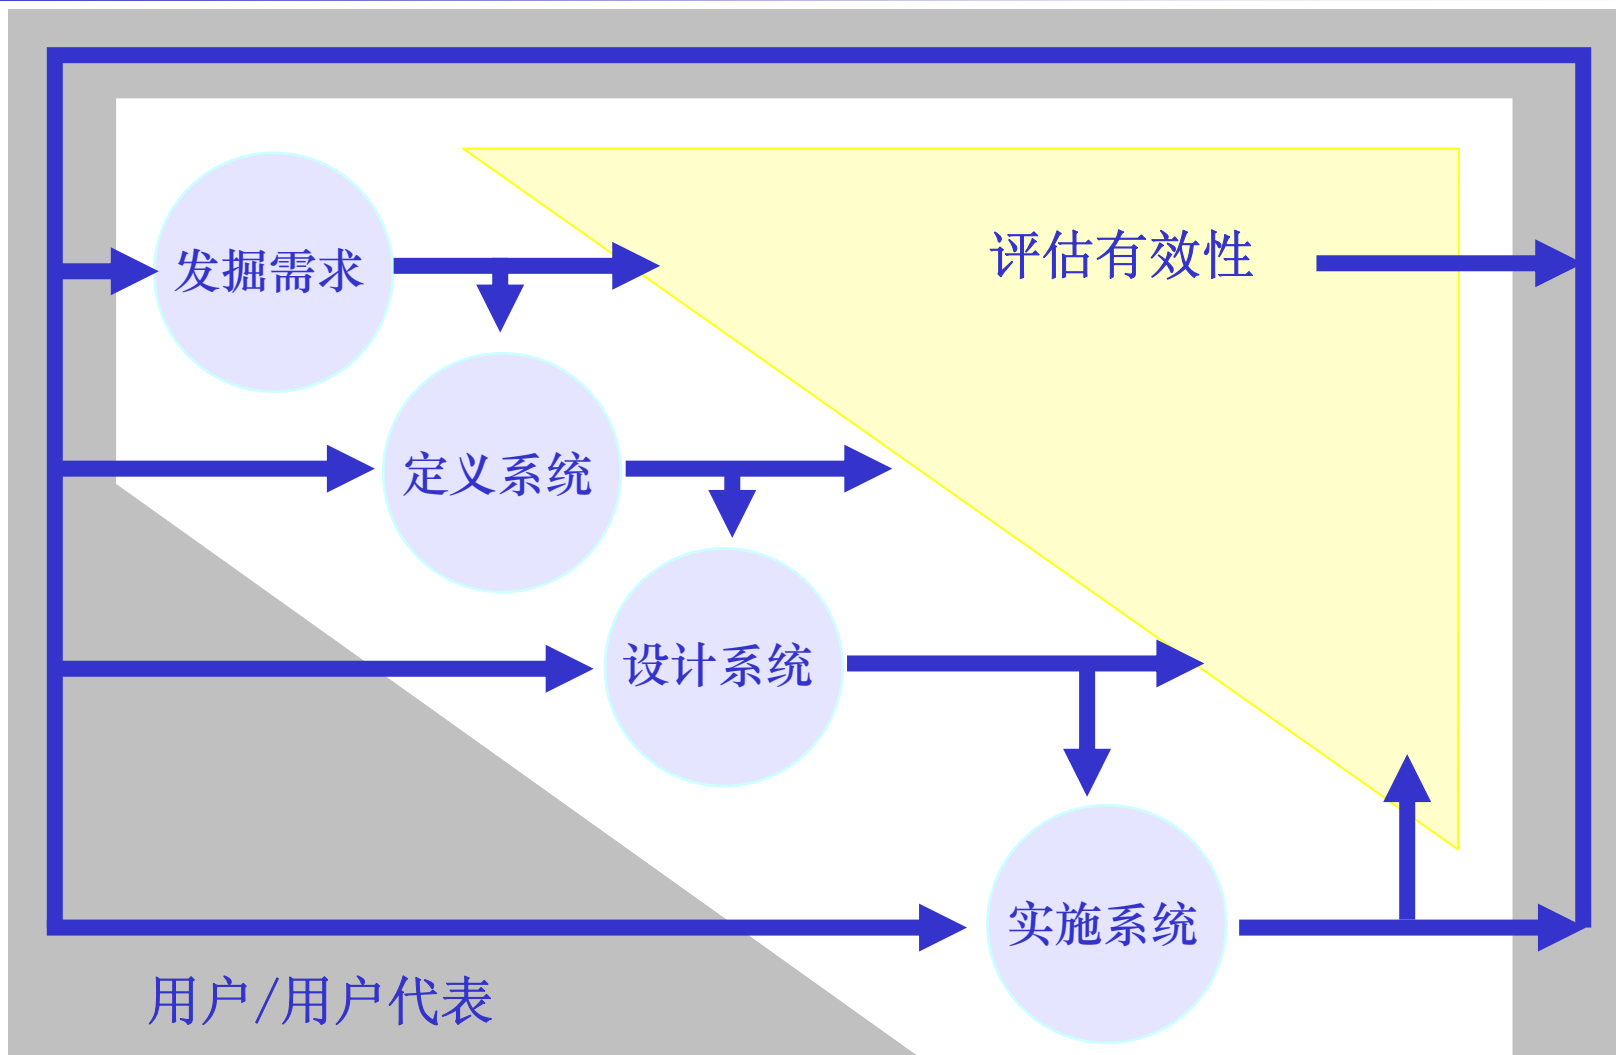 发掘需求
评估有效性
定义系统
设计系统
实施系统
用户/用户代表